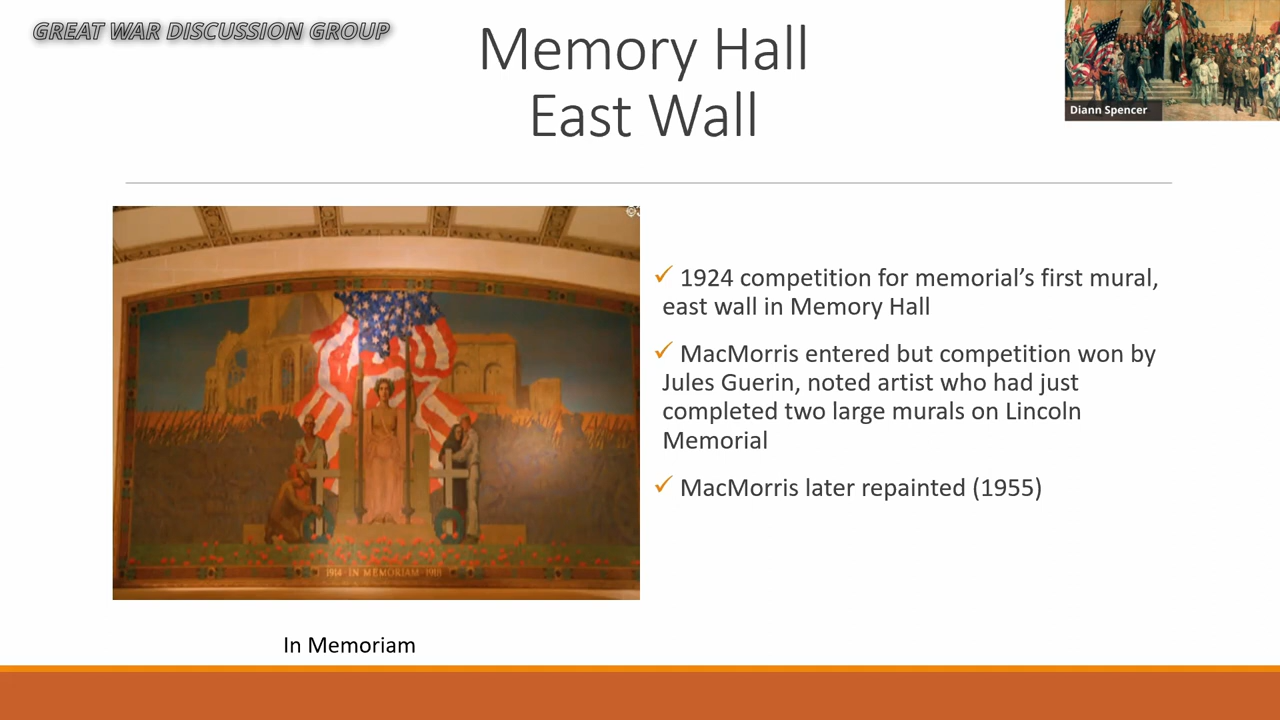 GREAT WAR DISCUSSION GROUP
Memory Hall
East Wall
Diann Spencer
✓ 1924 competition for memorial’s first mural,
east wall in Memory Hall
✓ MacMorris entered but competition won by
Jules Guerin, noted artist who had just
completed two large murals on Lincoln
Memorial
✓ MacMorris later repainted (1955)
1914 · IN MEMORIAM · 1918
In Memoriam